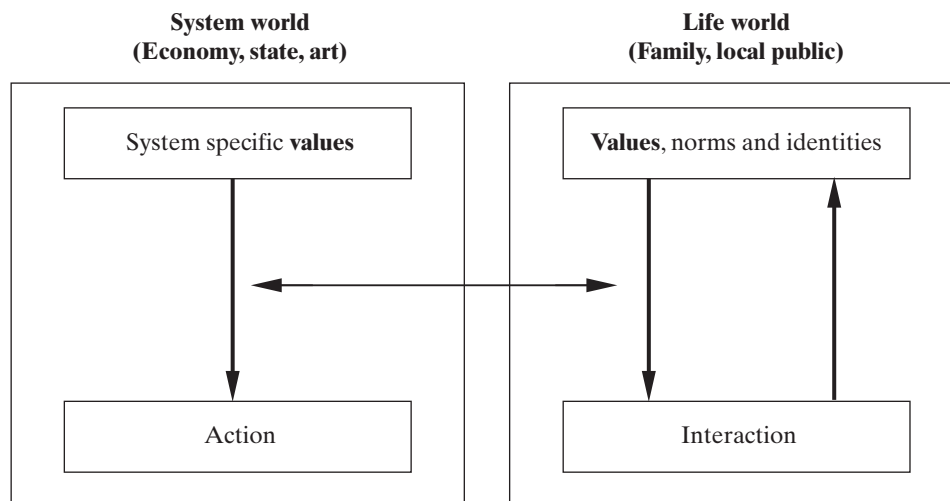 System world
(Economy, state, art)
Life world
(Family, local public)
System specific values
Values, norms and identities
Action
Interaction